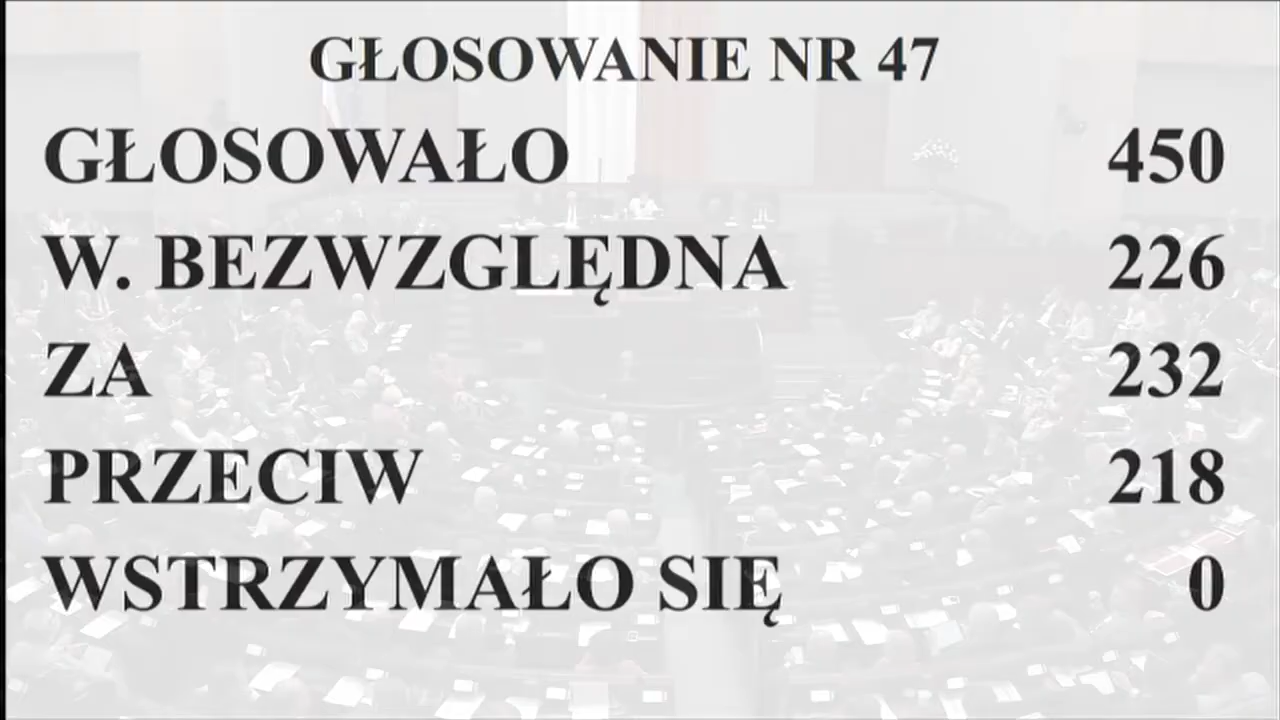 GŁOSOWANIE NR 47
GŁOSOWAŁO 450
W. BEZWZGLĘDNA 226
ZA 232
PRZECIW 218
WSTRZYMAŁO SIĘ 0